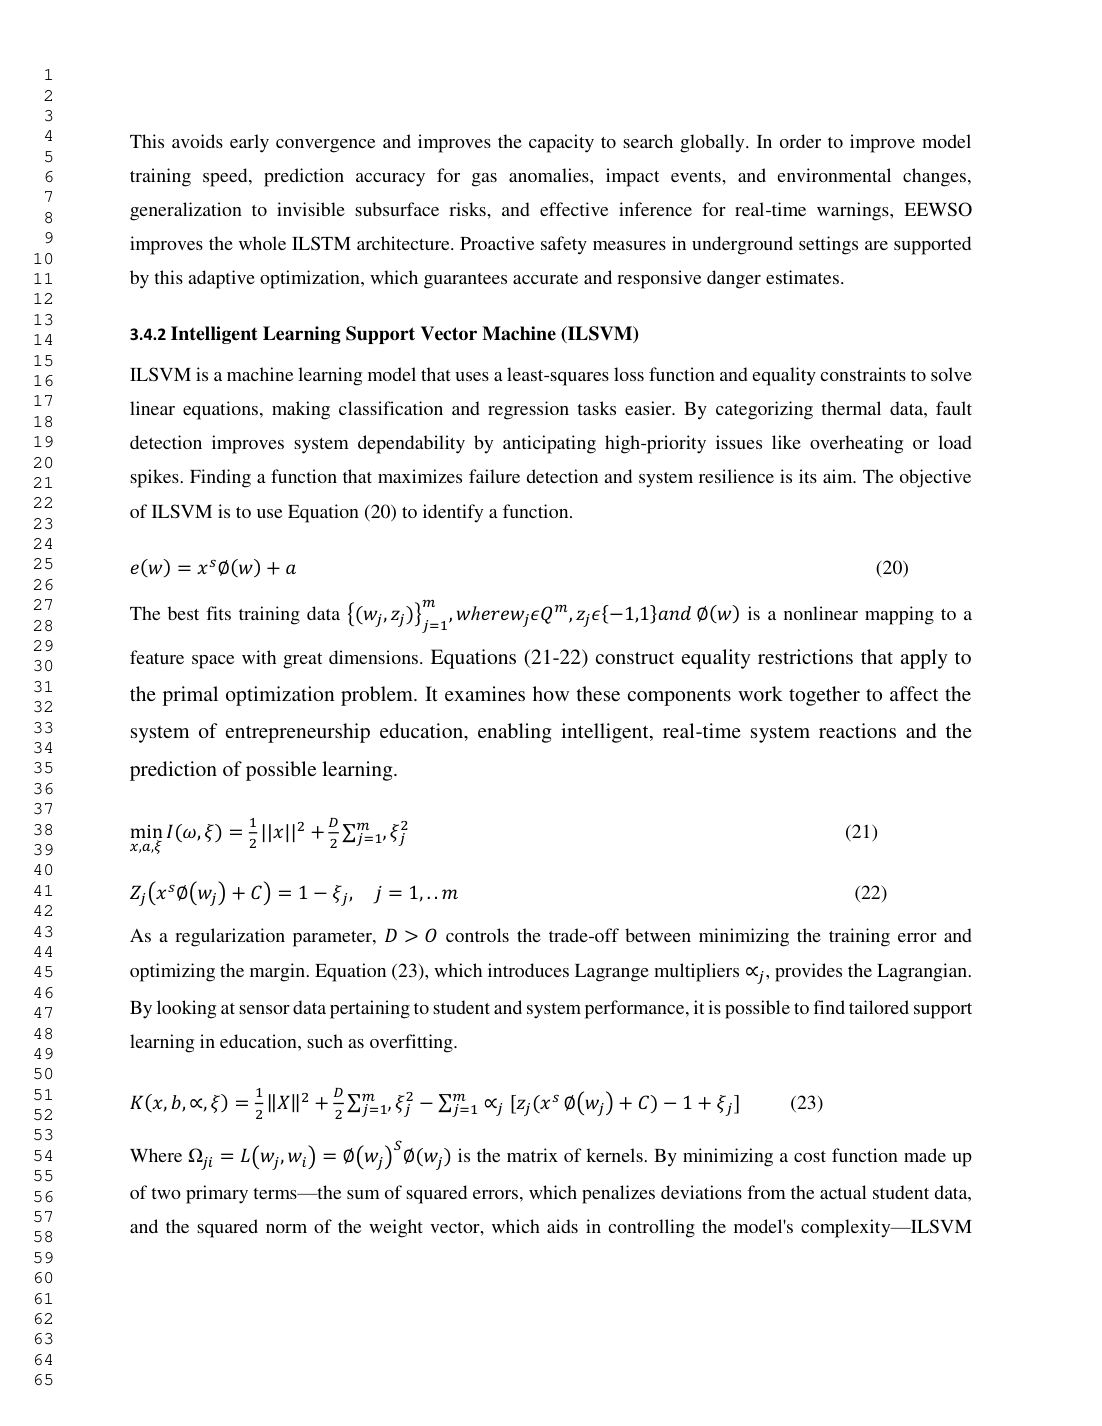 1
2
3
4
5
6
7
8
9
10
11
12
13
14
15
16
17
18
19
20
21
22
23
24
25
26
27
28
29
30
31
32
33
34
35
36
37
38
39
40
41
42
43
44
45
46
47
48
49
50
51
52
53
54
55
56
57
58
59
60
61
62
63
64
65
This avoids early convergence and improves the capacity to search globally. In order to improve model
training speed, prediction accuracy for gas anomalies, impact events, and environmental changes,
generalization to invisible subsurface risks, and effective inference for real-time warnings, EEWSO
improves the whole ILSTM architecture. Proactive safety measures in underground settings are supported
by this adaptive optimization, which guarantees accurate and responsive danger estimates.
3.4.2 Intelligent Learning Support Vector Machine (ILSVM)
ILSVM is a machine learning model that uses a least-squares loss function and equality constraints to solve
linear equations, making classification and regression tasks easier. By categorizing thermal data, fault
detection improves system dependability by anticipating high-priority issues like overheating or load
spikes. Finding a function that maximizes failure detection and system resilience is its aim. The objective
of ILSVM is to use Equation (20) to identify a function.
e(w) = x^s Ø(w) + a (20)
The best fits training data {(w_j, z_j)}_{j=1}^m, wherew_jϵQ^m, z_jϵ{−1,1}and Ø(w) is a nonlinear mapping to a
feature space with great dimensions. Equations (21-22) construct equality restrictions that apply to
the primal optimization problem. It examines how these components work together to affect the
system of entrepreneurship education, enabling intelligent, real-time system reactions and the
prediction of possible learning.
min_{x,a,ξ} I(ω, ξ) = 1/2 ||x||^2 + D/2 ∑_{j=1}^m, ξ_j^2 (21)
Z_j(x^s Ø(w_j) + C) = 1 − ξ_j, j = 1, . . m (22)
As a regularization parameter, D > O controls the trade-off between minimizing the training error and
optimizing the margin. Equation (23), which introduces Lagrange multipliers ∝_j, provides the Lagrangian.
By looking at sensor data pertaining to student and system performance, it is possible to find tailored support
learning in education, such as overfitting.
K(x, b, ∝, ξ) = 1/2 ‖X‖^2 + D/2 ∑_{j=1}^m, ξ_j^2 − ∑_{j=1}^m ∝_j [z_j(x^s Ø(w_j) + C) − 1 + ξ_j] (23)
Where Ω_{ji} = L(w_j, w_i) = Ø(w_j)^S Ø(w_j) is the matrix of kernels. By minimizing a cost function made up
of two primary terms—the sum of squared errors, which penalizes deviations from the actual student data,
and the squared norm of the weight vector, which aids in controlling the model's complexity—ILSVM